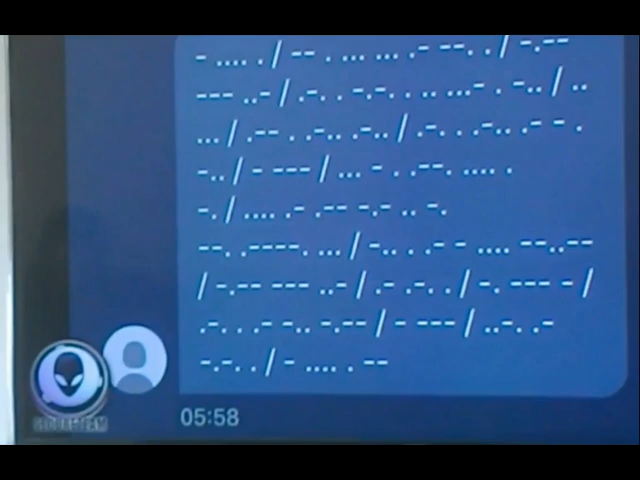 - .... . / -- . ... ... .- --. . / -.--
--- ..- / .-. . -.-. . .. ...- . -.. / ..
... / .-- . .-.. .-.. / .-. . .-.. .- - .
-.. / - --- / ... - . .--. .... .
-. / .... .- .-- -.- .. -.
--. .----. ... / -.. . .- - .... --..--
/ -.-- --- ..- / .- .-. . / -. --- - /
.-. . .- -.. -.-- / - --- / ..-. .-
-.-. . / - .... . --
05:58